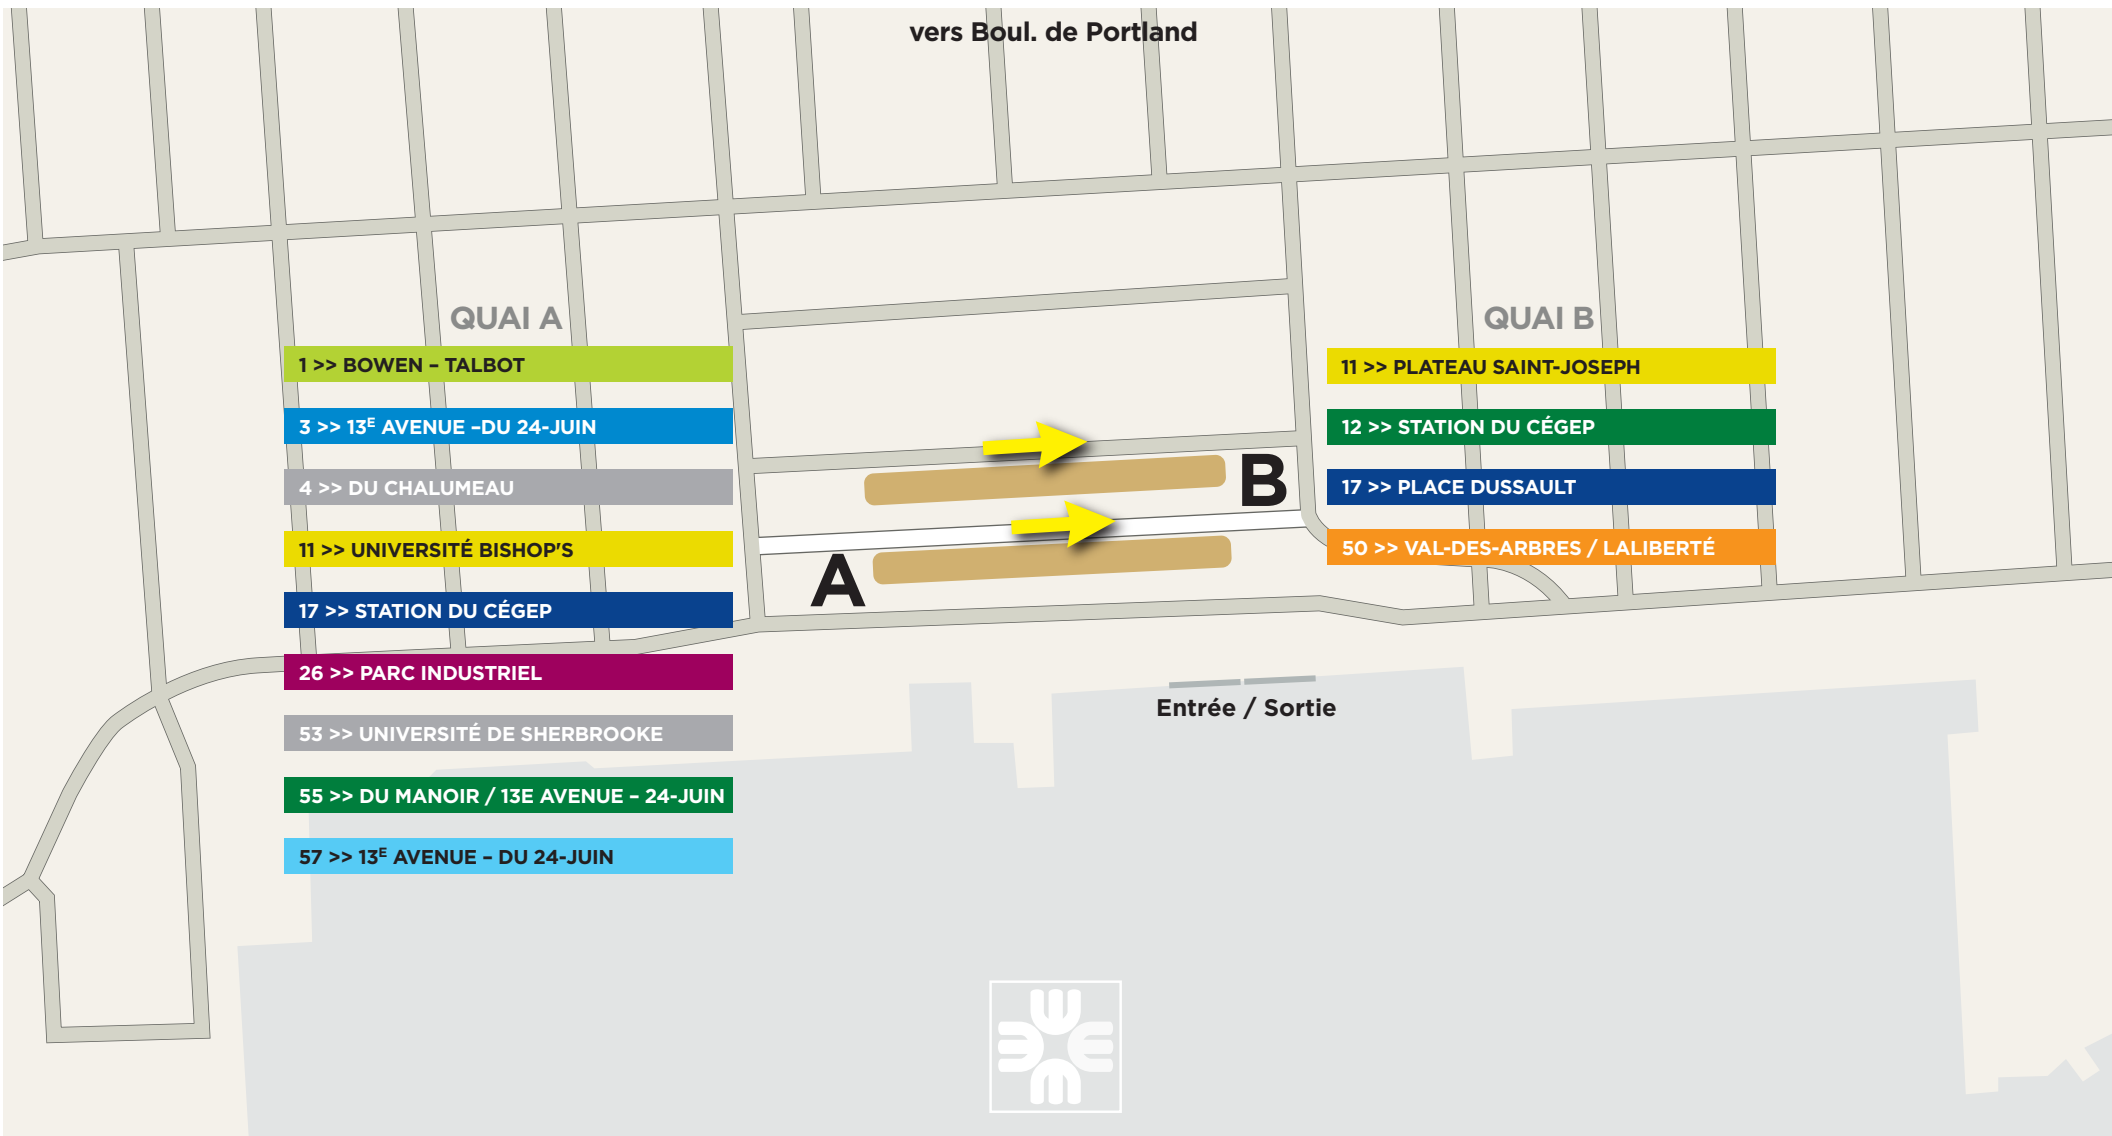 vers Boul. de Portland
QUAI A
1 >> BOWEN – TALBOT
3 >> 13E AVENUE –DU 24-JUIN
4 >> DU CHALUMEAU
11 >> UNIVERSITÉ BISHOP'S
17 >> STATION DU CÉGEP
26 >> PARC INDUSTRIEL
53 >> UNIVERSITÉ DE SHERBROOKE
55 >> DU MANOIR / 13E AVENUE – 24-JUIN
57 >> 13E AVENUE – DU 24-JUIN
B
A
QUAI B
11 >> PLATEAU SAINT-JOSEPH
12 >> STATION DU CÉGEP
17 >> PLACE DUSSAULT
50 >> VAL-DES-ARBRES / LALIBERTÉ
Entrée / Sortie